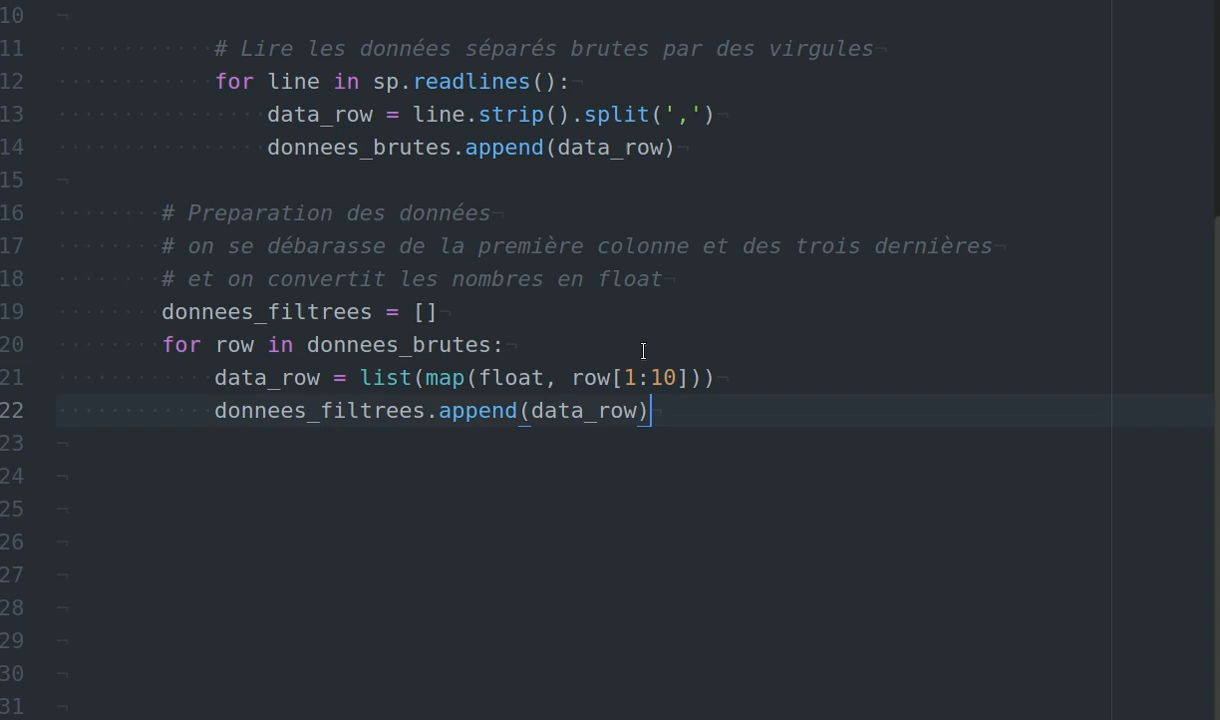 10
11 # Lire les données séparés brutes par des virgules
12 for line in sp.readlines():
13 data_row = line.strip().split(',')
14 donnees_brutes.append(data_row)
15
16 # Preparation des données
17 # on se débarasse de la première colonne et des trois dernières
18 # et on convertit les nombres en float
19 donnees_filtrees = []
20 for row in donnees_brutes:
21 data_row = list(map(float, row[1:10]))
22 donnees_filtrees.append(data_row)
23
24
25
26
27
28
29
30
31